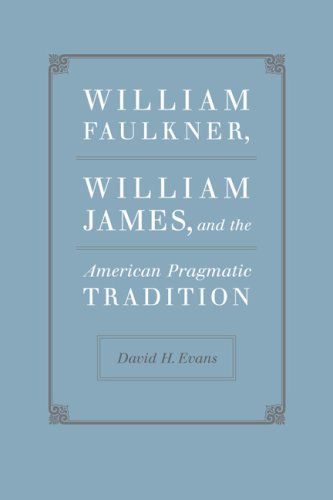 WILLIAM
FAULKNER,
WILLIAM
JAMES, and the
American Pragmatic
TRADITION
David H. Evans